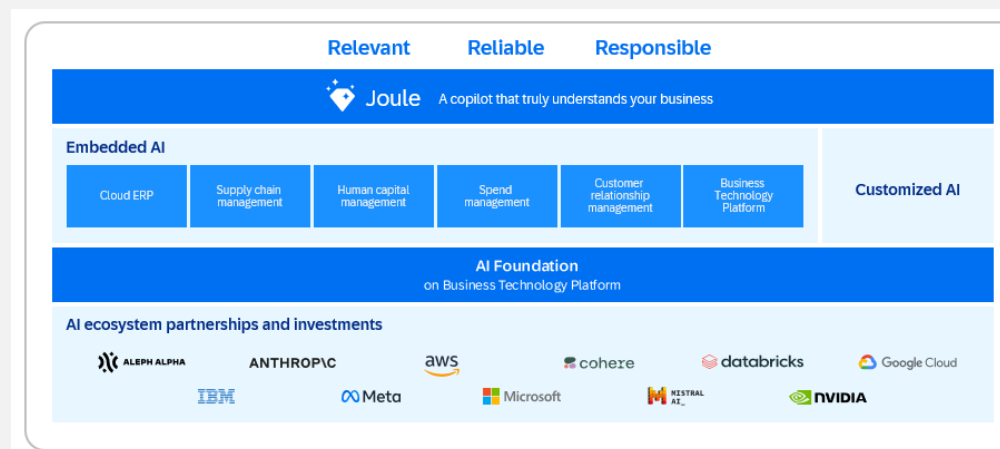 Relevant Reliable Responsible
Joule A copilot that truly understands your business
Embedded AI
Cloud ERP
Supply chain
management
Human capital
management
Spend
management
Customer
relationship
management
Business
Technology
Platform
Customized AI
AI Foundation
on Business Technology Platform
AI ecosystem partnerships and investments
ALEPH ALPHA
ANTHROP\C
aws
cohere
databricks
Google Cloud
IBM
Meta
Microsoft
MISTRAL
AI_
NVIDIA